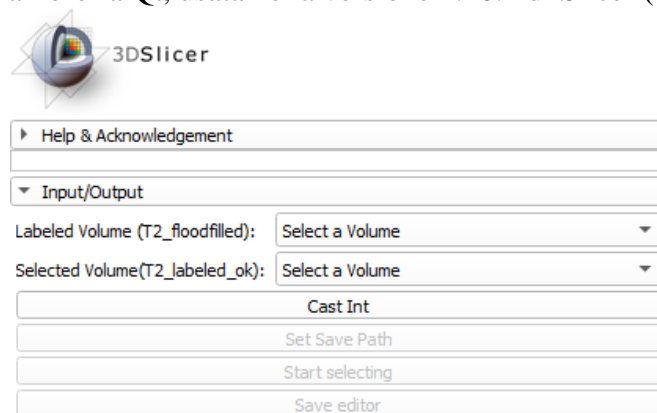 3DSlicer
Help & Acknowledgement
Input/Output
Labeled Volume (T2_floodfilled): Select a Volume
Selected Volume(T2_labeled_ok): Select a Volume
Cast Int
Set Save Path
Start selecting
Save editor